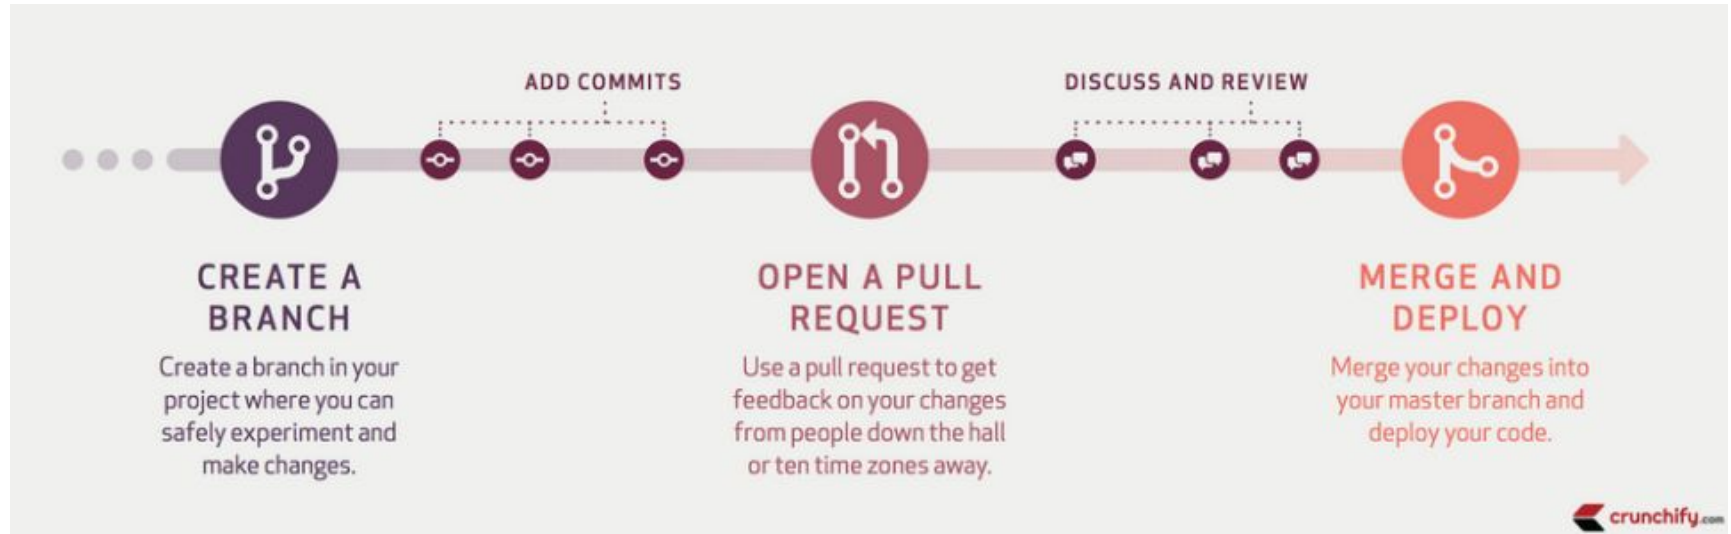 ADD COMMITS
DISCUSS AND REVIEW
CREATE A
BRANCH
Create a branch in your
project where you can
safely experiment and
make changes.
OPEN A PULL
REQUEST
Use a pull request to get
feedback on your changes
from people down the hall
or ten time zones away.
MERGE AND
DEPLOY
Merge your changes into
your master branch and
deploy your code.
crunchify.com